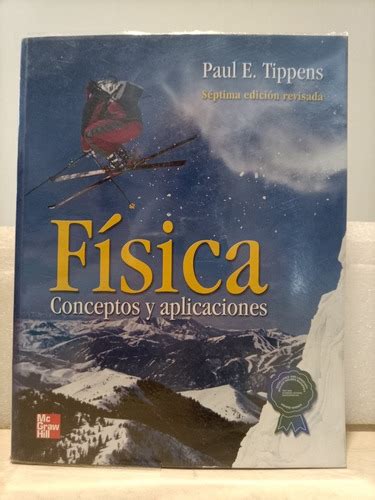 Paul E. Tippens
Séptima edición revisada
Física
Conceptos y aplicaciones
Mc
Graw
Hill